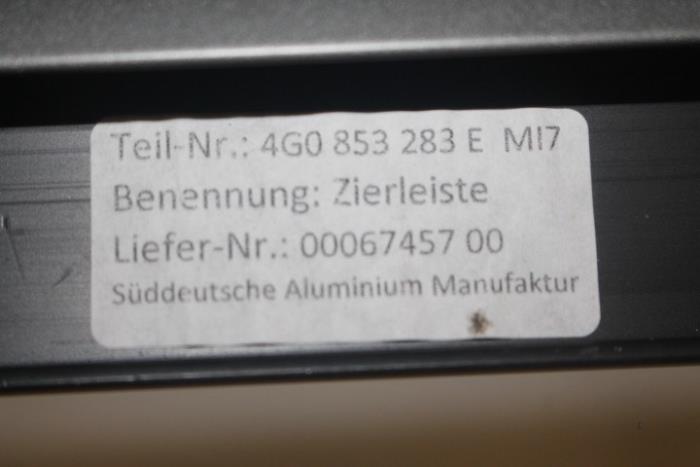 Teil-Nr.: 4G0 853 283 E MI7
Benennung: Zierleiste
Liefer-Nr.: 00067457 00
Süddeutsche Aluminium Manufaktur